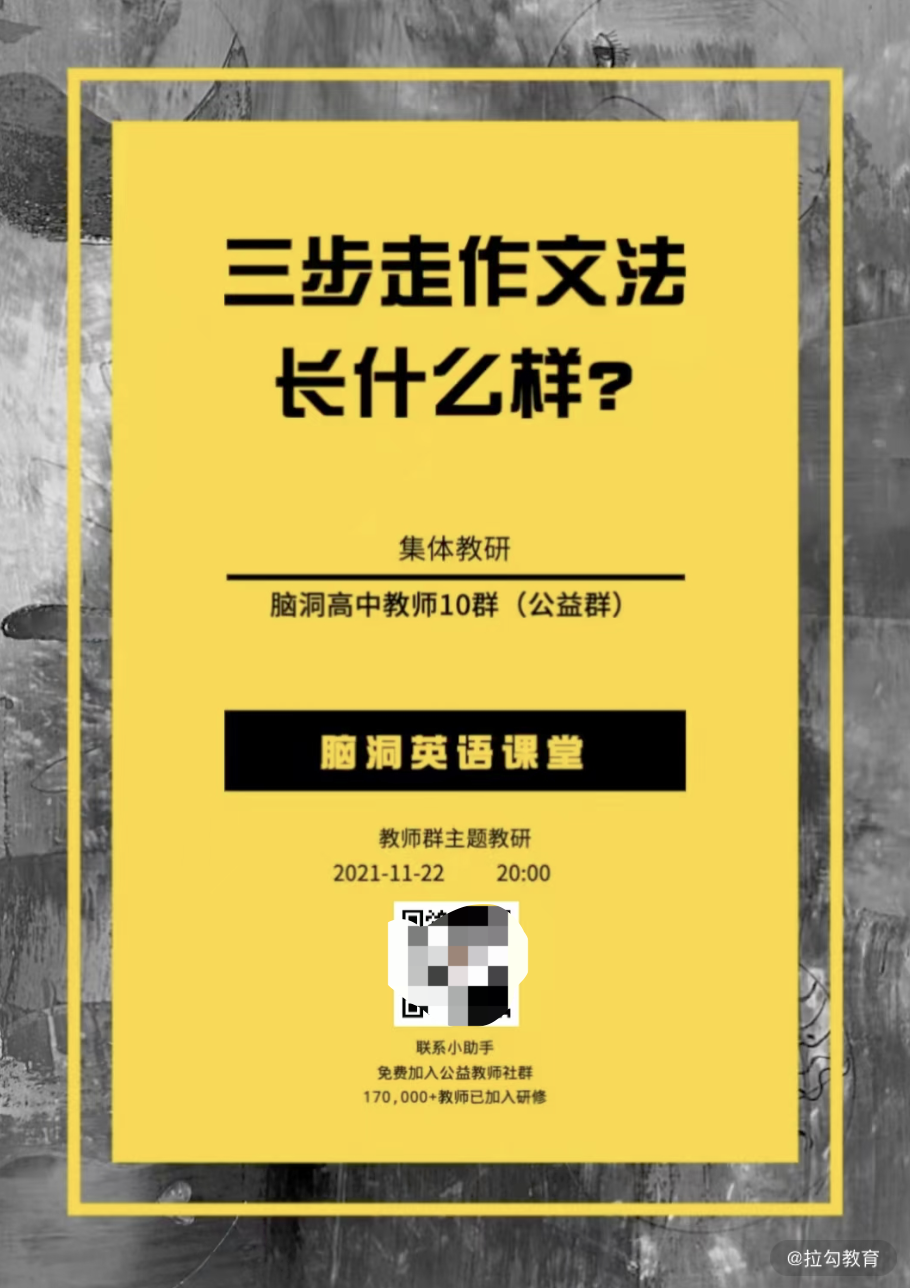 三步走作文法
长什么样?
集体教研
脑洞高中教师10群（公益群）
脑洞英语课堂
教师群主题教研
2021-11-22 20:00
联系小助手
免费加入公益教师社群
170,000+教师已加入研修
@拉勾教育